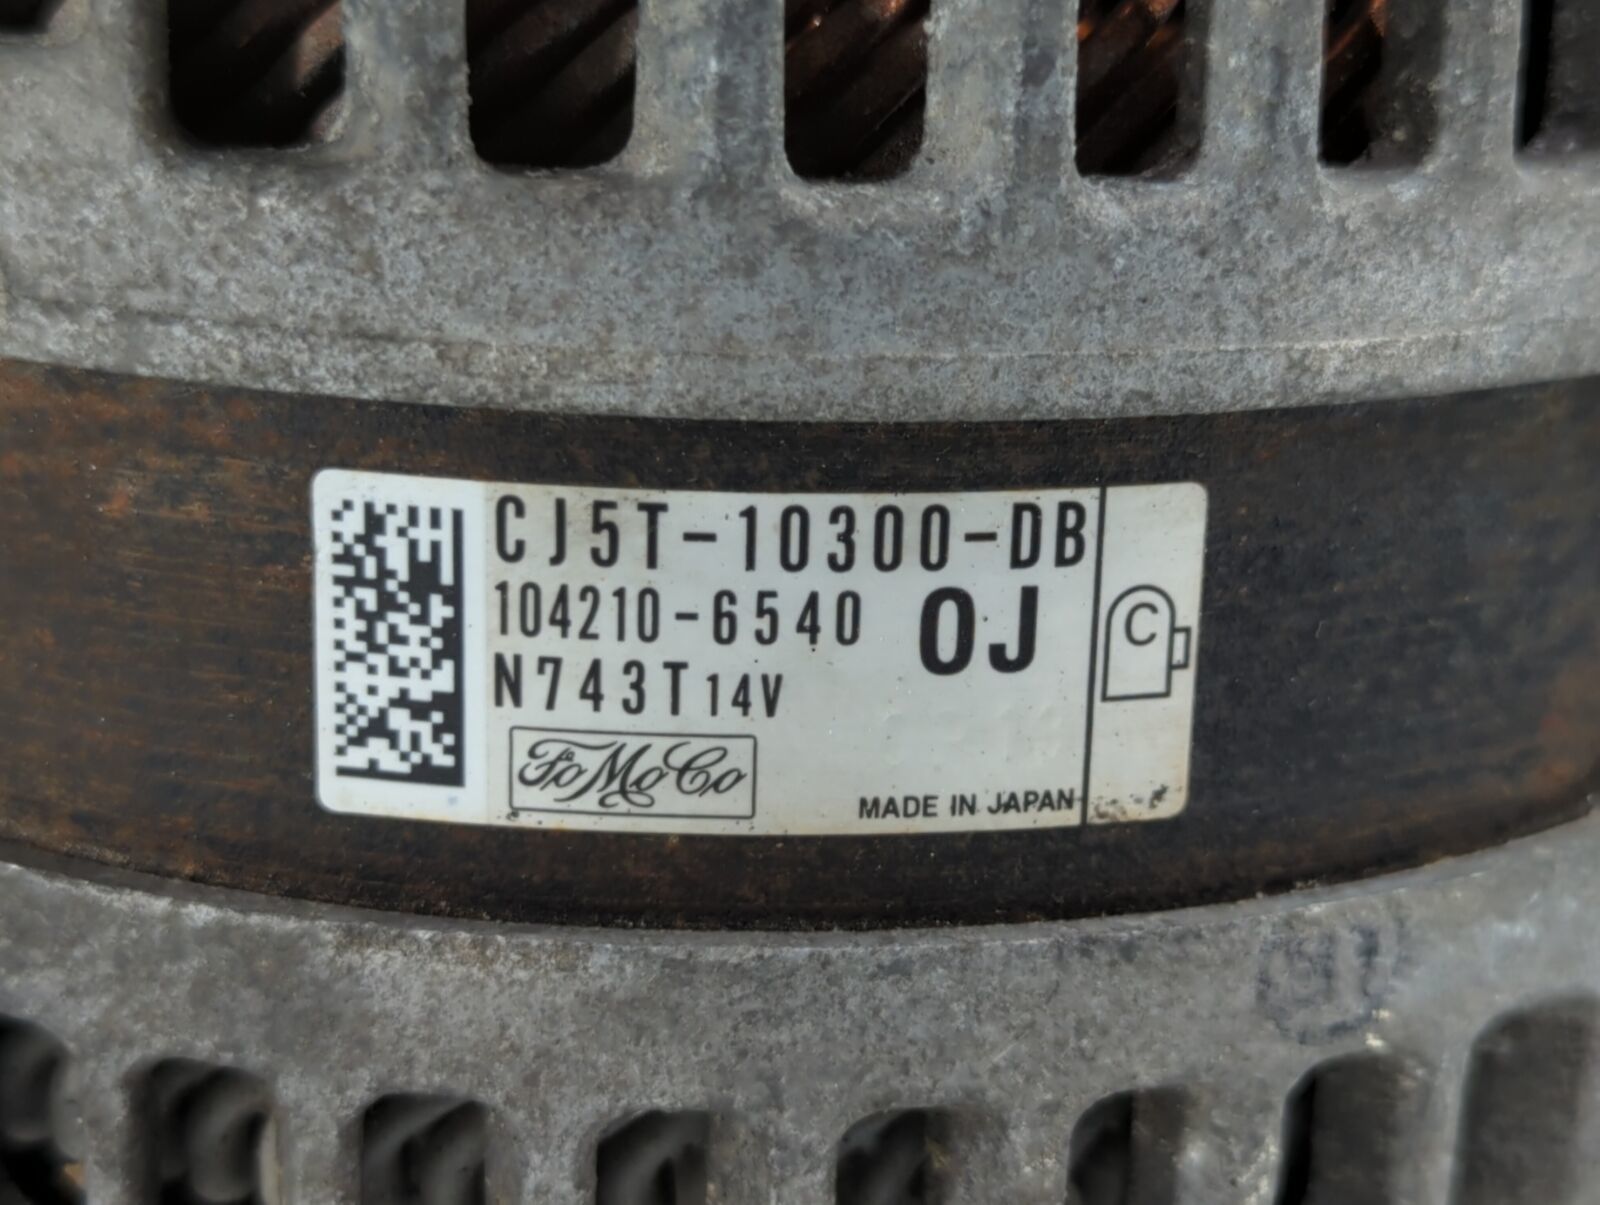 CJ5T-10300-DB
104210-6540 OJ
N743T14V
FoMoCo
MADE IN JAPAN
C